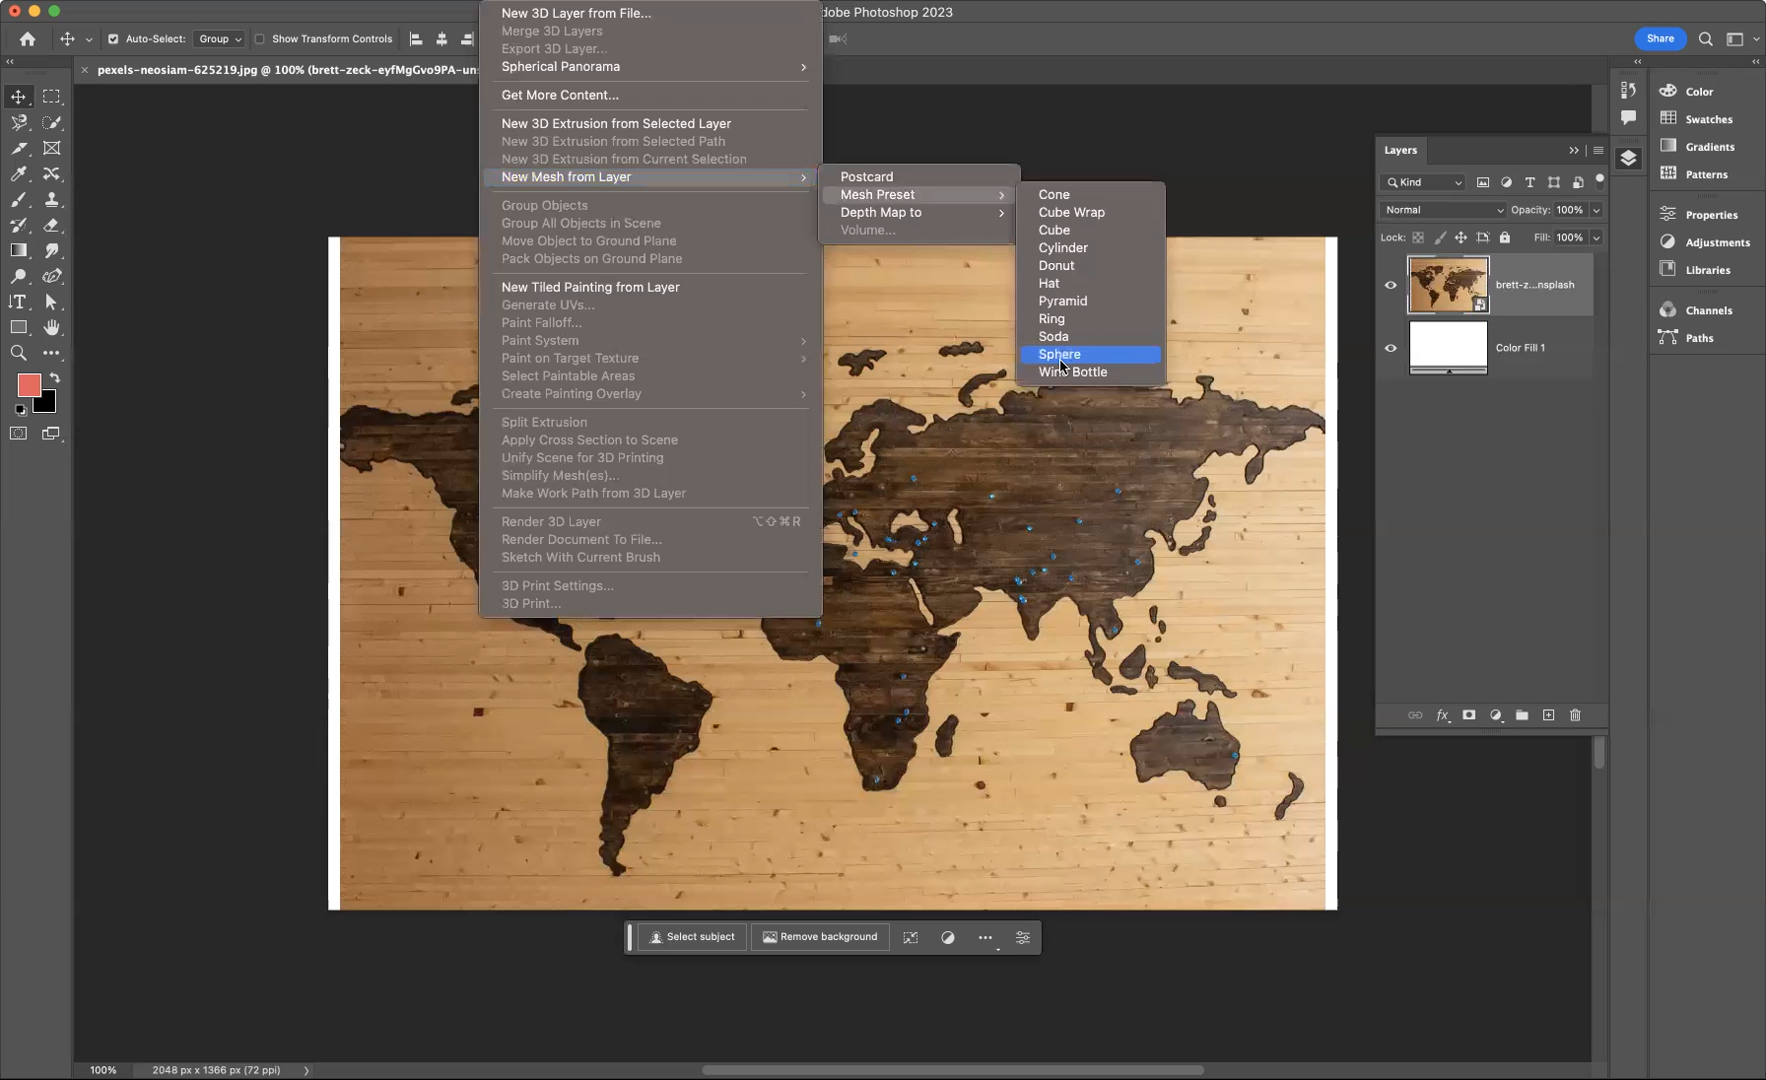 dobe Photoshop 2023
Auto-Select:
Group
Show Transform Controls
Share
pexels-neosiam-625219.jpg @ 100% (brett-zeck-eyfMgGvo9PA-uns
New 3D Layer from File...
Merge 3D Layers
Export 3D Layer...
Spherical Panorama
Get More Content...
New 3D Extrusion from Selected Layer
New 3D Extrusion from Selected Path
New 3D Extrusion from Current Selection
New Mesh from Layer
Group Objects
Group All Objects in Scene
Move Object to Ground Plane
Pack Objects on Ground Plane
New Tiled Painting from Layer
Generate UVs...
Paint Falloff...
Paint System
Paint on Target Texture
Select Paintable Areas
Create Painting Overlay
Split Extrusion
Apply Cross Section to Scene
Unify Scene for 3D Printing
Simplify Mesh(es)...
Make Work Path from 3D Layer
Render 3D Layer ⌥⇧⌘R
Render Document To File...
Sketch With Current Brush
3D Print Settings...
3D Print...
Postcard
Mesh Preset
Depth Map to
Volume...
Cone
Cube Wrap
Cube
Cylinder
Donut
Hat
Pyramid
Ring
Soda
Sphere
Wine Bottle
Layers
Kind
Normal
Opacity: 100%
Lock:
Fill: 100%
brett-z...nsplash
Color Fill 1
Color
Swatches
Gradients
Patterns
Properties
Adjustments
Libraries
Channels
Paths
Select subject
Remove background
100%
2048 px x 1366 px (72 ppi)